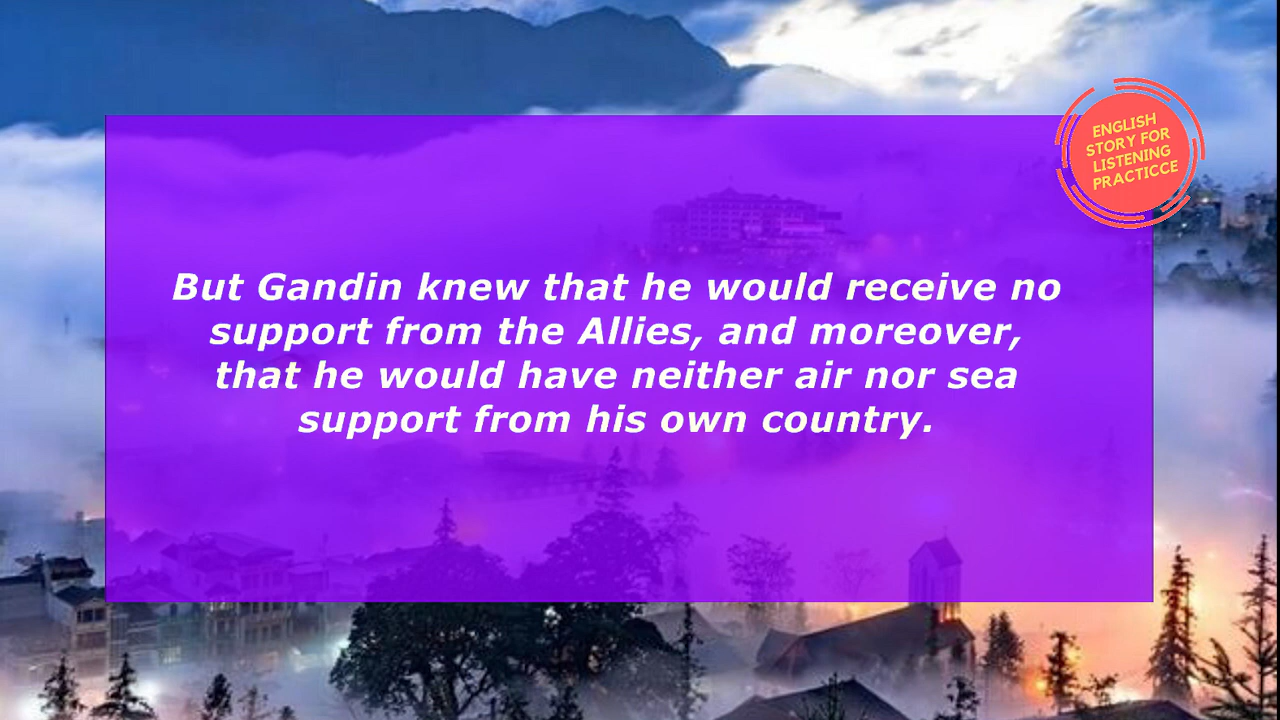 ENGLISH
STORY FOR
LISTENING
PRACTICCE
But Gandin knew that he would receive no
support from the Allies, and moreover,
that he would have neither air nor sea
support from his own country.